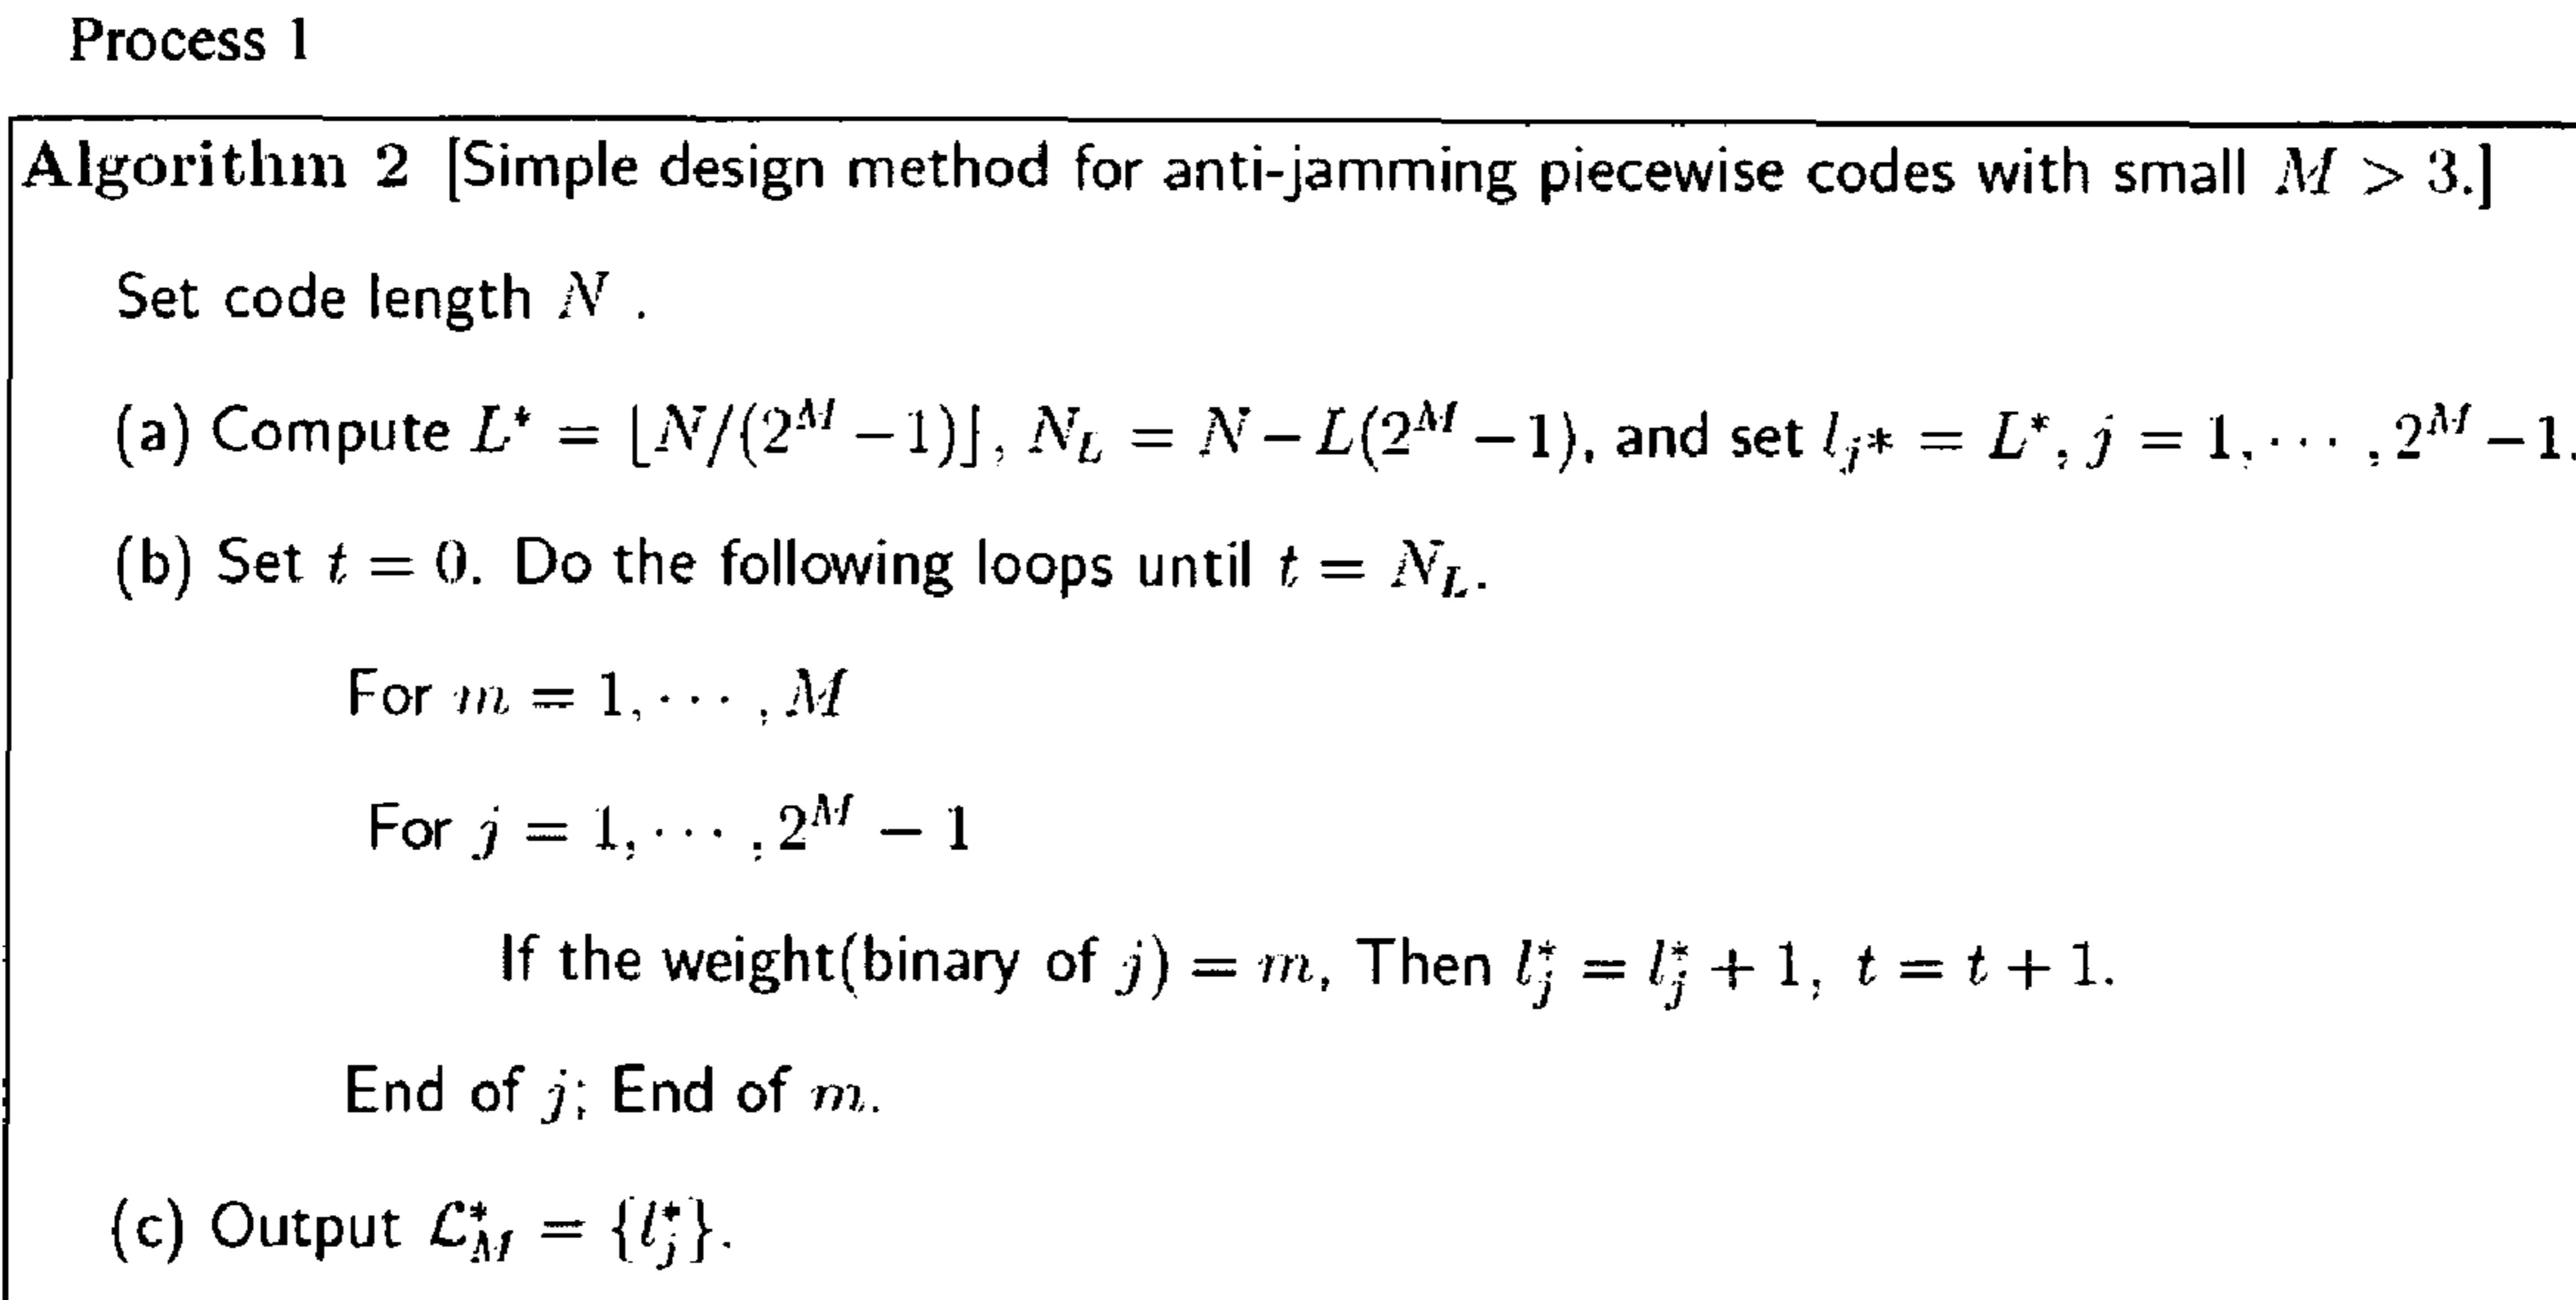 Process 1
Algorithm 2 [Simple design method for anti-jamming piecewise codes with small M > 3.]
Set code length N .
(a) Compute L* = ⌊N/(2^M − 1)⌋, N_L = N − L(2^M − 1), and set l_j* = L*, j = 1, ··· , 2^M − 1.
(b) Set t = 0. Do the following loops until t = N_L.
For m = 1, ··· , M
For j = 1, ··· , 2^M − 1
If the weight(binary of j) = m, Then l_j^* = l_j^* + 1, t = t + 1.
End of j; End of m.
(c) Output ℒ_M^* = {l_j^*}.